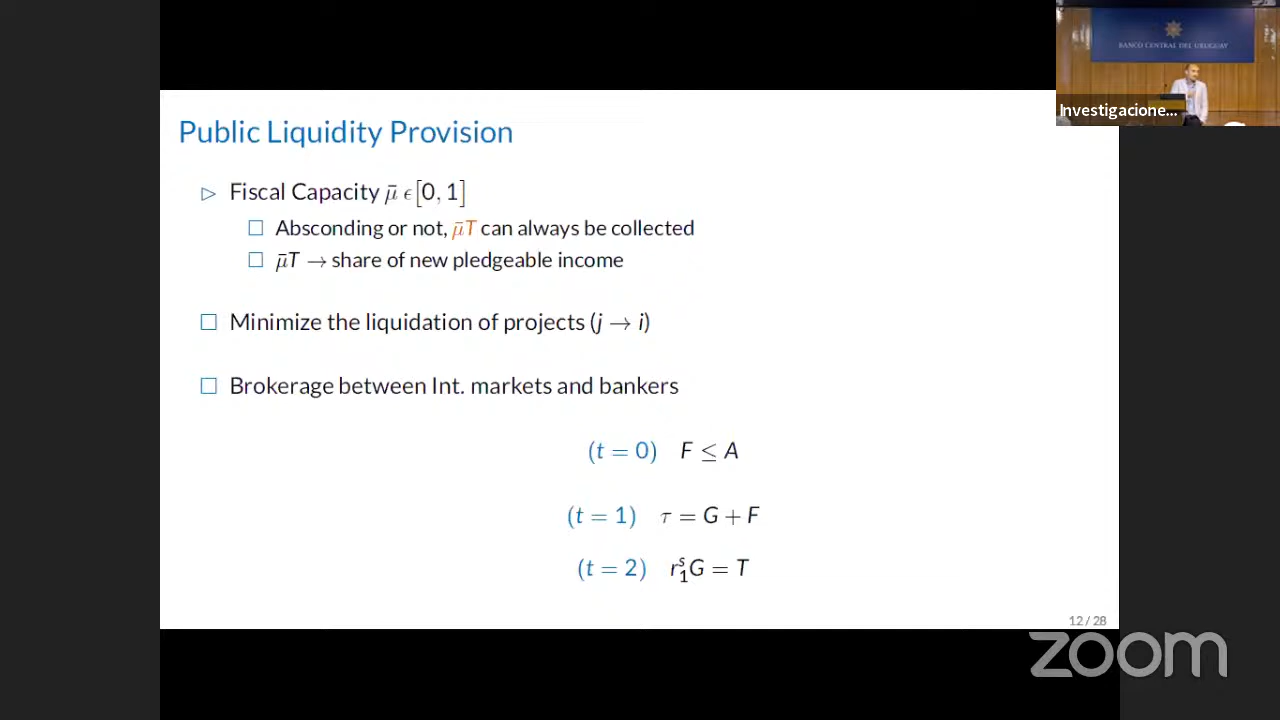 BANCO CENTRAL DEL URUGUAY
Investigacione...
Public Liquidity Provision
▷ Fiscal Capacity μ̄ ϵ [0, 1]
□ Absconding or not, μ̄T can always be collected
□ μ̄T → share of new pledgeable income
□ Minimize the liquidation of projects (j → i)
□ Brokerage between Int. markets and bankers
(t = 0) F ≤ A
(t = 1) τ = G + F
(t = 2) r₁ˢG = T
12 / 28
zoom